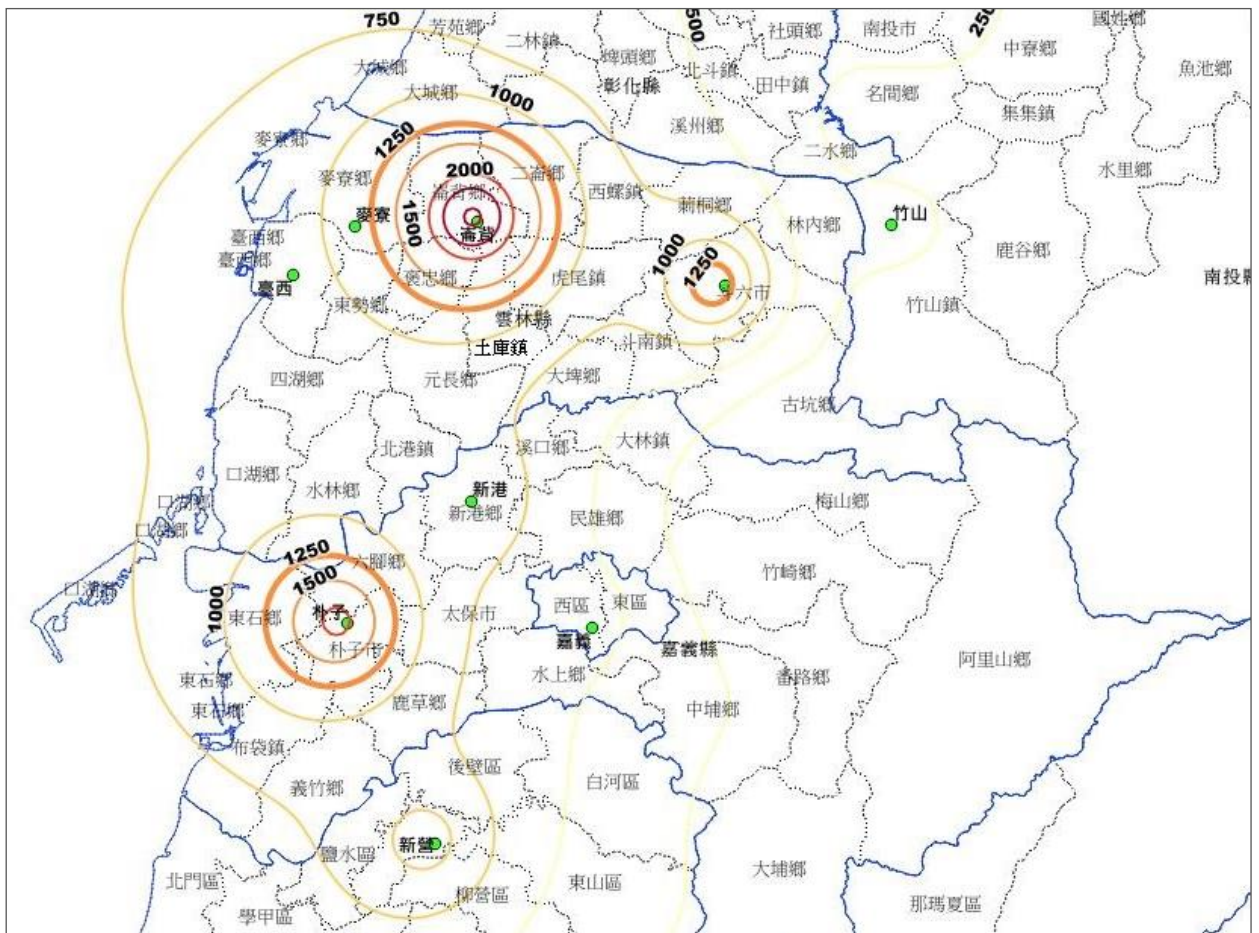 750
芳苑鄉
二林鎮
500
社頭鄉
南投市
250
國姓鄉
中寮鄉
埤頭鄉
北斗鎮
魚池鄉
大城鄉
彰化縣
田中鎮
名間鄉
大城鄉
1000
集集鎮
溪州鄉
麥寮鄉
1250
二水鄉
水里鄉
2000
二崙鄉
麥寮鄉
崙背鄉
西螺鎮
莿桐鄉
麥寮
竹山
1500
崙背
林內鄉
臺西鄉
鹿谷鄉
臺西鄉
1000
1250
南投縣
褒忠鄉
虎尾鎮
臺西
斗六市
東勢鄉
竹山鎮
雲林縣
土庫鎮
斗南鎮
四湖鄉
元長鄉
大埤鄉
古坑鄉
北港鎮
溪口鄉
大林鎮
口湖鄉
水林鄉
新港
口湖鄉
新港鄉
民雄鄉
梅山鄉
口湖鄉
1250
六腳鄉
竹崎鄉
1500
口湖鄉
1000
東石鄉
朴子
太保市
西區
東區
朴子市
嘉義
嘉義縣
阿里山鄉
東石鄉
水上鄉
番路鄉
東石鄉
鹿草鄉
中埔鄉
布袋鎮
後壁區
白河區
義竹鄉
新營
鹽水區
大埔鄉
北門區
柳營區
東山區
那瑪夏區
學甲區